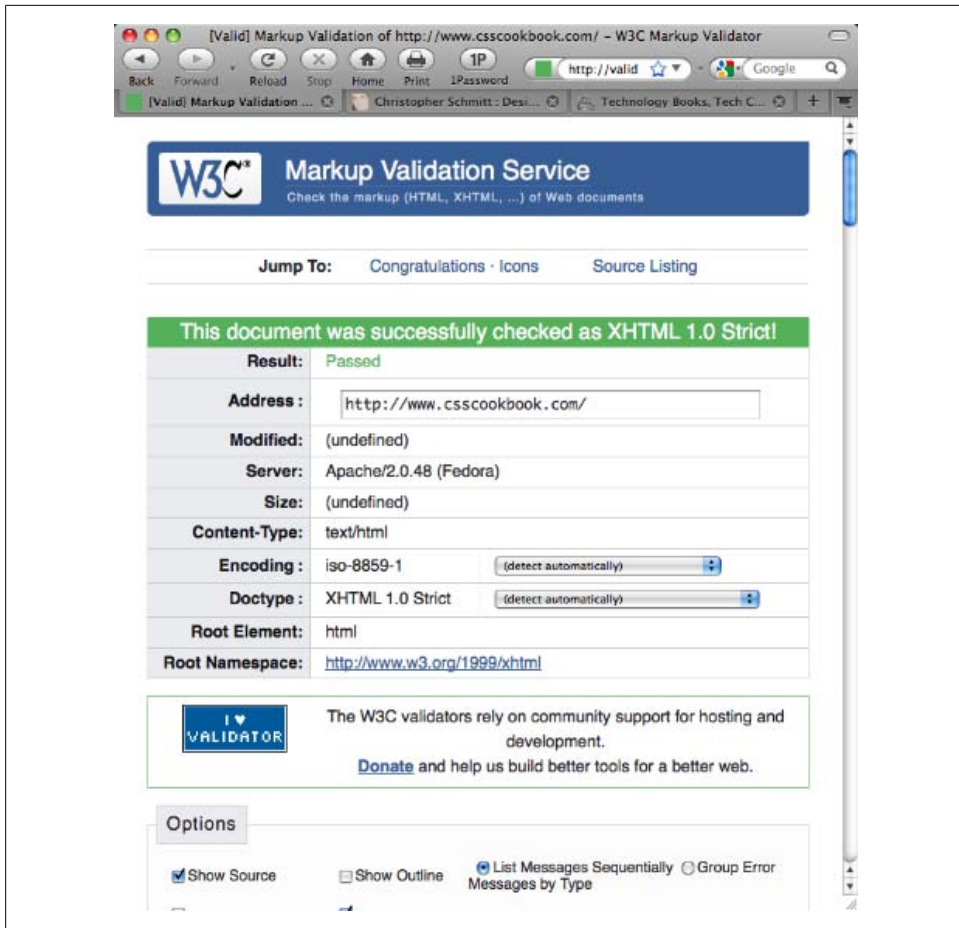 [Valid] Markup Validation of http://www.csscookbook.com/ – W3C Markup Validator
Back Forward Reload Stop Home Print 1Password
1P
http://valid
Google
[Valid] Markup Validation ...
Christopher Schmitt : Desi...
Technology Books, Tech C...
W3C®
Markup Validation Service
Check the markup (HTML, XHTML, ...) of Web documents
Jump To: Congratulations · Icons Source Listing
This document was successfully checked as XHTML 1.0 Strict!
Result: Passed
Address : http://www.csscookbook.com/
Modified: (undefined)
Server: Apache/2.0.48 (Fedora)
Size: (undefined)
Content-Type: text/html
Encoding : iso-8859-1 (detect automatically)
Doctype : XHTML 1.0 Strict (detect automatically)
Root Element: html
Root Namespace: http://www.w3.org/1999/xhtml
I ♥
VALIDATOR
The W3C validators rely on community support for hosting and
development.
Donate and help us build better tools for a better web.
Options
Show Source Show Outline List Messages Sequentially Group Error
Messages by Type